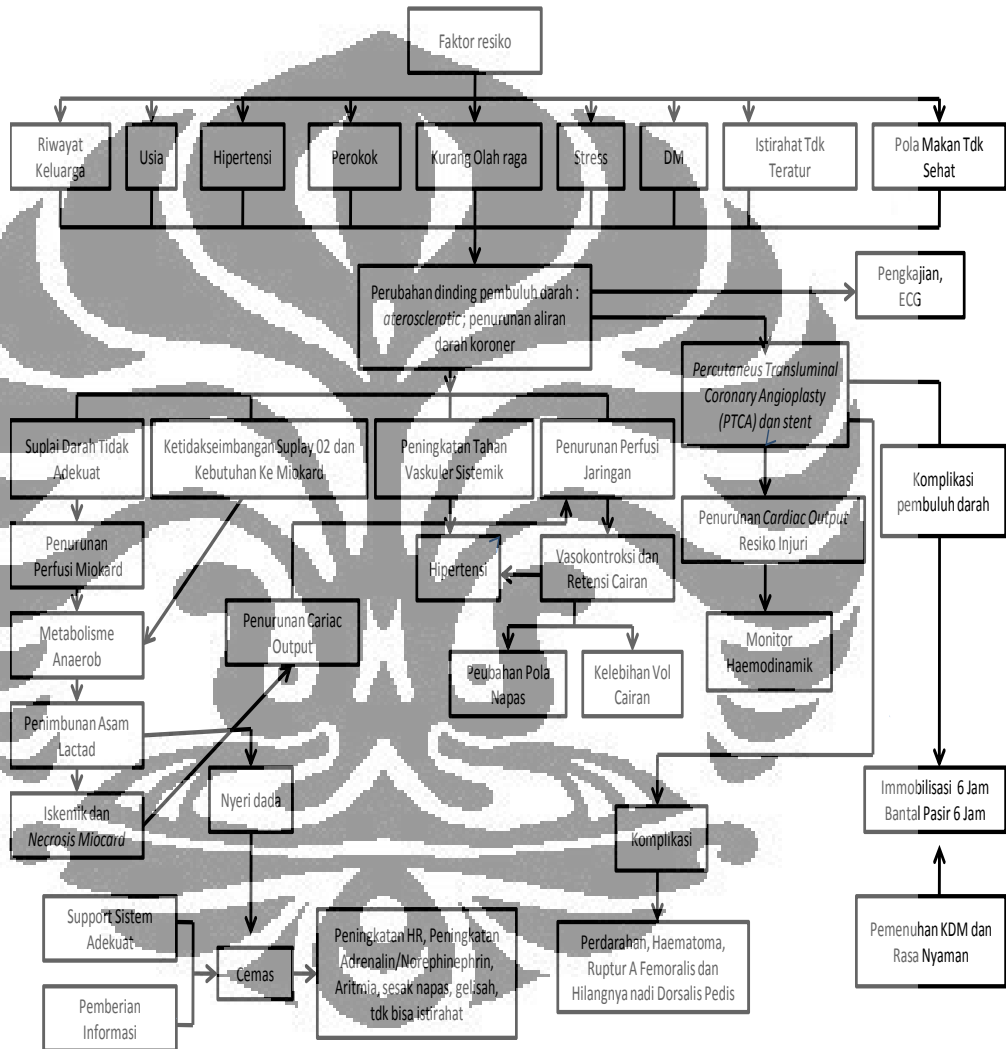 Faktor resiko
Riwayat
Keluarga
Usia
Hipertensi
Perokok
Kurang Olah raga
Stress
DM
Istirahat Tdk
Teratur
Pola Makan Tdk
Sehat
Perubahan dinding pembuluh darah :
aterosclerotic ; penurunan aliran
darah koroner
Pengkajian,
ECG
Percutaneus Transluminal
Coronary Angioplasty
(PTCA) dan stent
Suplai Darah Tidak
Adekuat
Ketidakseimbangan Suplay 02 dan
Kebutuhan Ke Miokard
Peningkatan Tahan
Vaskuler Sistemik
Penurunan Perfusi
Jaringan
Komplikasi
pembuluh darah
Penurunan
Perfusi Miokard
Hipertensi
Vasokontroksi dan
Retensi Cairan
Penurunan Cardiac Output
Resiko Injuri
Metabolisme
Anaerob
Penurunan Cariac
Output
Peubahan Pola
Napas
Kelebihan Vol
Cairan
Monitor
Haemodinamik
Penimbunan Asam
Lactad
Nyeri dada
Iskemik dan
Necrosis Miocard
Komplikasi
Immobilisasi 6 Jam
Bantal Pasir 6 Jam
Support Sistem
Adekuat
Cemas
Pemberian
Informasi
Peningkatan HR, Peningkatan
Adrenalin/Norephinephrin,
Aritmia, sesak napas, gelisah,
tdk bisa istirahat
Perdarahan, Haematoma,
Ruptur A Femoralis dan
Hilangnya nadi Dorsalis Pedis
Pemenuhan KDM dan
Rasa Nyaman